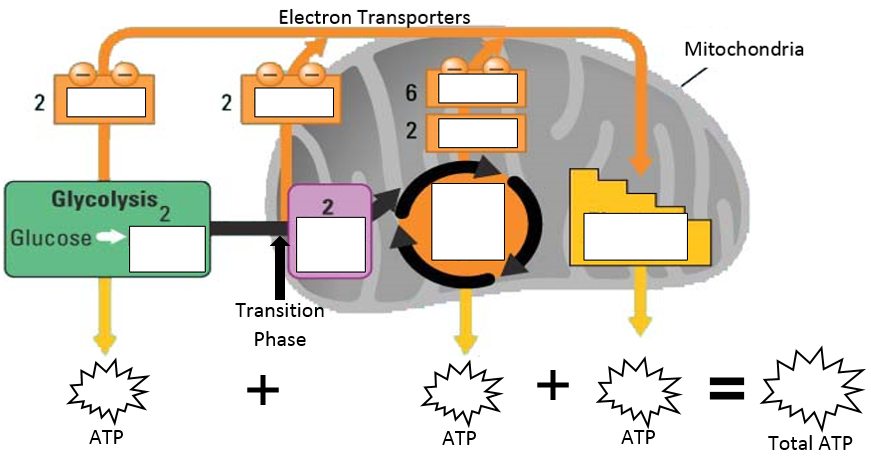 Electron Transporters
Mitochondria
2
2
6
2
Glycolysis
2
Glucose
2
Transition
Phase
+
+
=
ATP
ATP
ATP
Total ATP